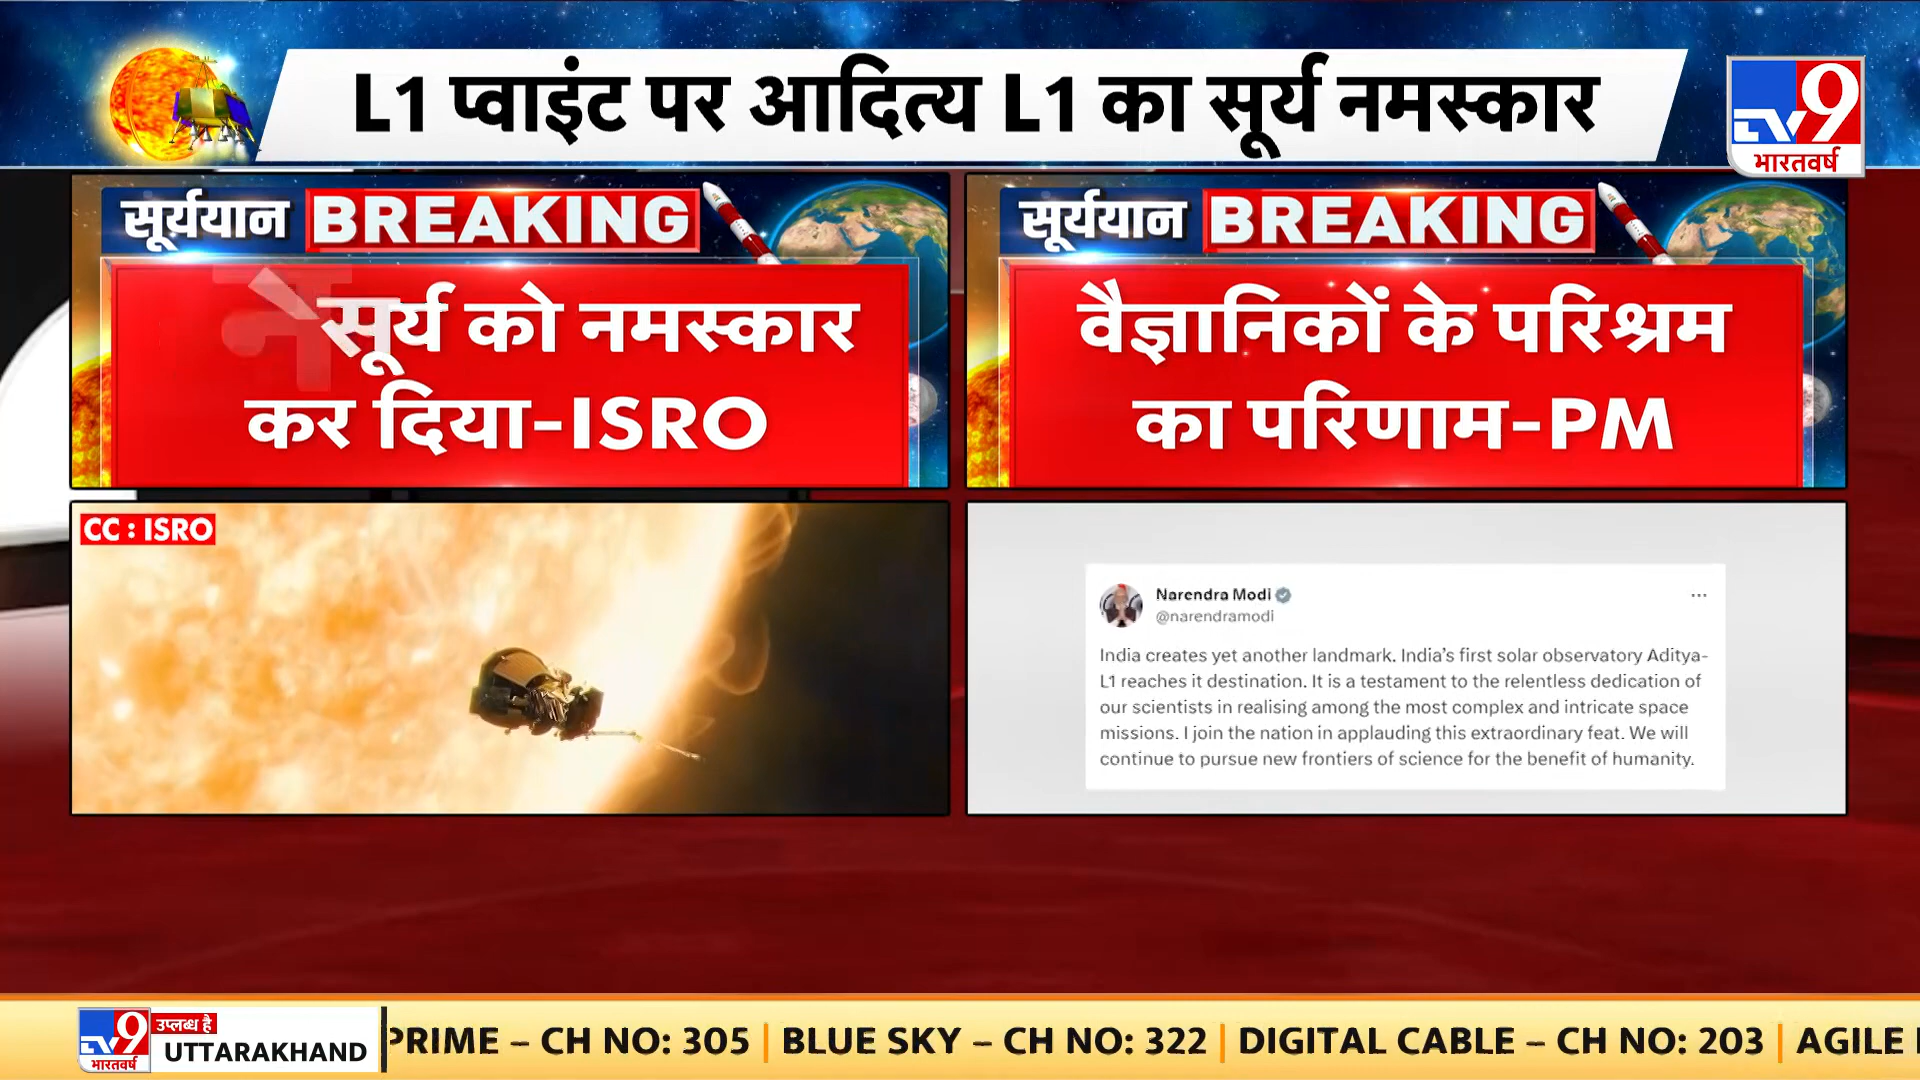 L1 प्वाइंट पर आदित्य L1 का सूर्य नमस्कार
TV9
भारतवर्ष
सूर्ययान BREAKING
ने सूर्य को नमस्कार
कर दिया-ISRO
सूर्ययान BREAKING
वैज्ञानिकों के परिश्रम
का परिणाम-PM
CC : ISRO
Narendra Modi
@narendramodi
India creates yet another landmark. India's first solar observatory Aditya-
L1 reaches it destination. It is a testament to the relentless dedication of
our scientists in realising among the most complex and intricate space
missions. I join the nation in applauding this extraordinary feat. We will
continue to pursue new frontiers of science for the benefit of humanity.
TV9
भारतवर्ष
उप्लब्ध है
UTTARAKHAND
PRIME – CH NO: 305 | BLUE SKY – CH NO: 322 | DIGITAL CABLE – CH NO: 203 | AGILE